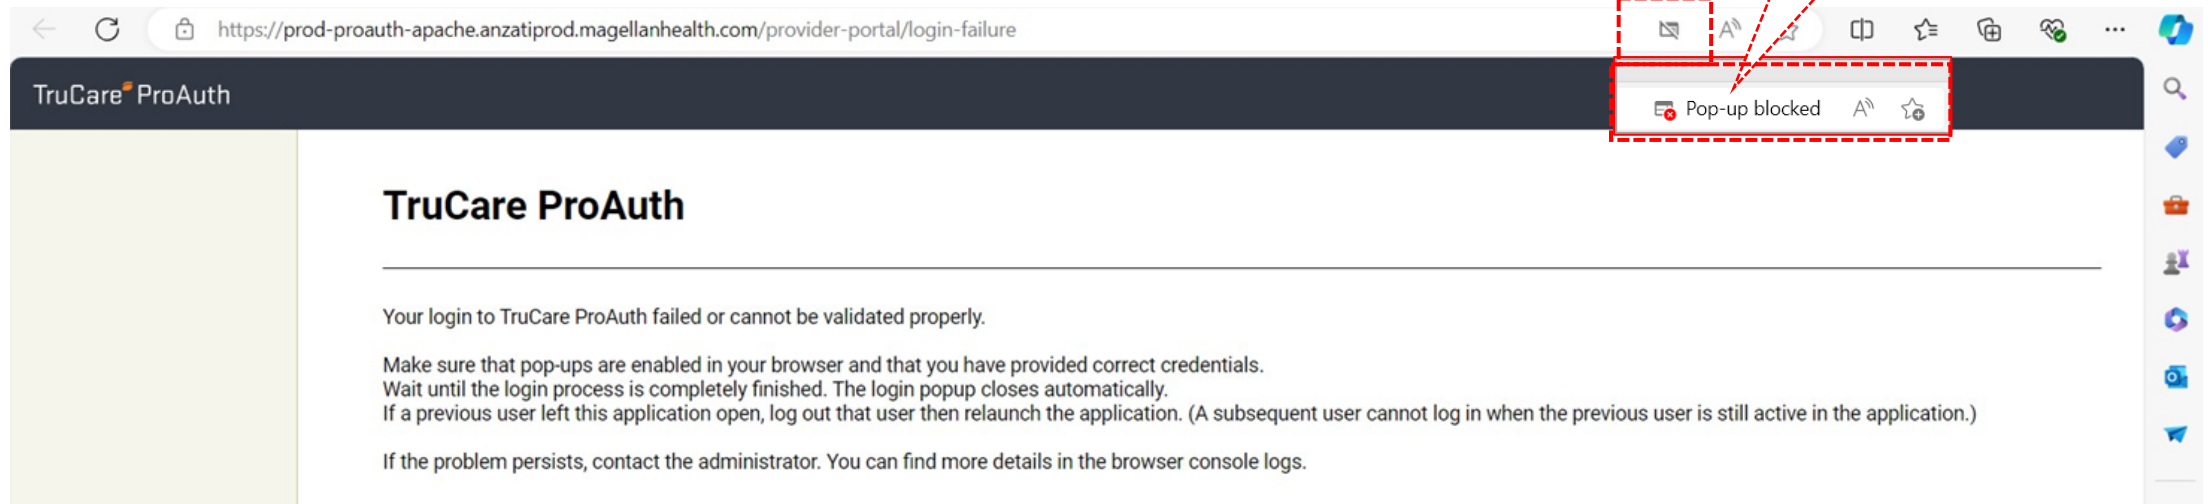 https://prod-proauth-apache.anzatiprod.magellanhealth.com/provider-portal/login-failure
TruCare ProAuth
Pop-up blocked
TruCare ProAuth
Your login to TruCare ProAuth failed or cannot be validated properly.
Make sure that pop-ups are enabled in your browser and that you have provided correct credentials.
Wait until the login process is completely finished. The login popup closes automatically.
If a previous user left this application open, log out that user then relaunch the application. (A subsequent user cannot log in when the previous user is still active in the application.)
If the problem persists, contact the administrator. You can find more details in the browser console logs.